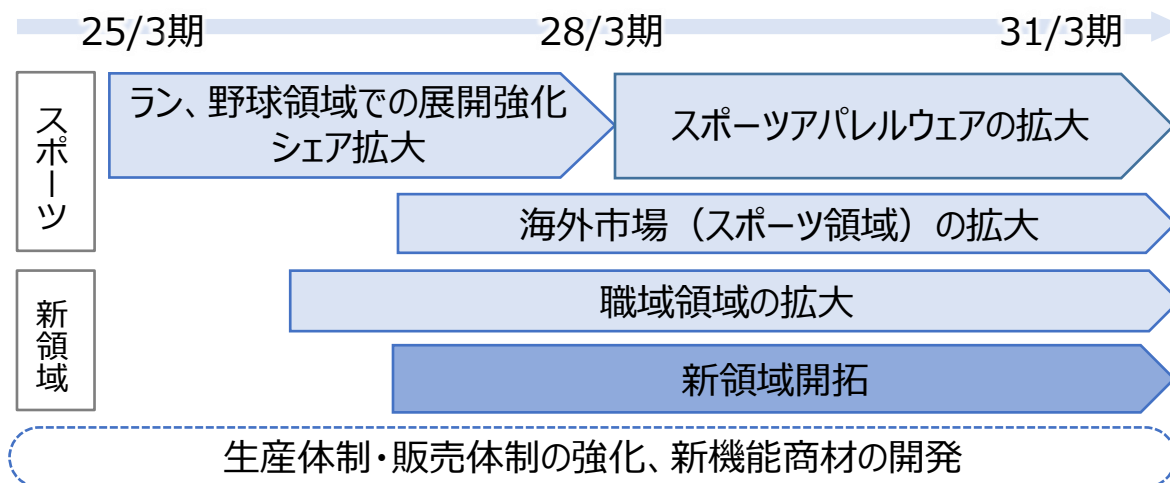 25/3期
28/3期
31/3期
スポーツ
ラン、野球領域での展開強化
シェア拡大
スポーツアパレルウェアの拡大
海外市場（スポーツ領域）の拡大
新領域
職域領域の拡大
新領域開拓
生産体制・販売体制の強化、新機能商材の開発